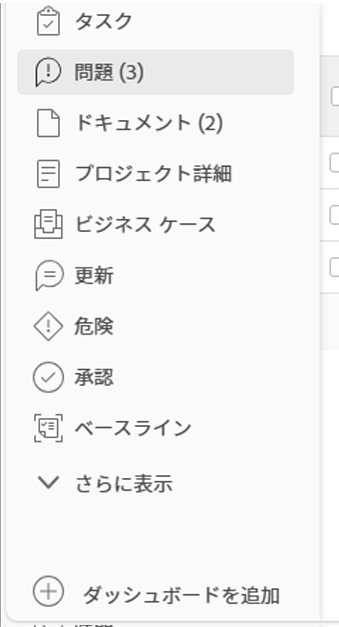 タスク
問題 (3)
ドキュメント (2)
プロジェクト詳細
ビジネス ケース
更新
危険
承認
ベースライン
さらに表示
ダッシュボードを追加